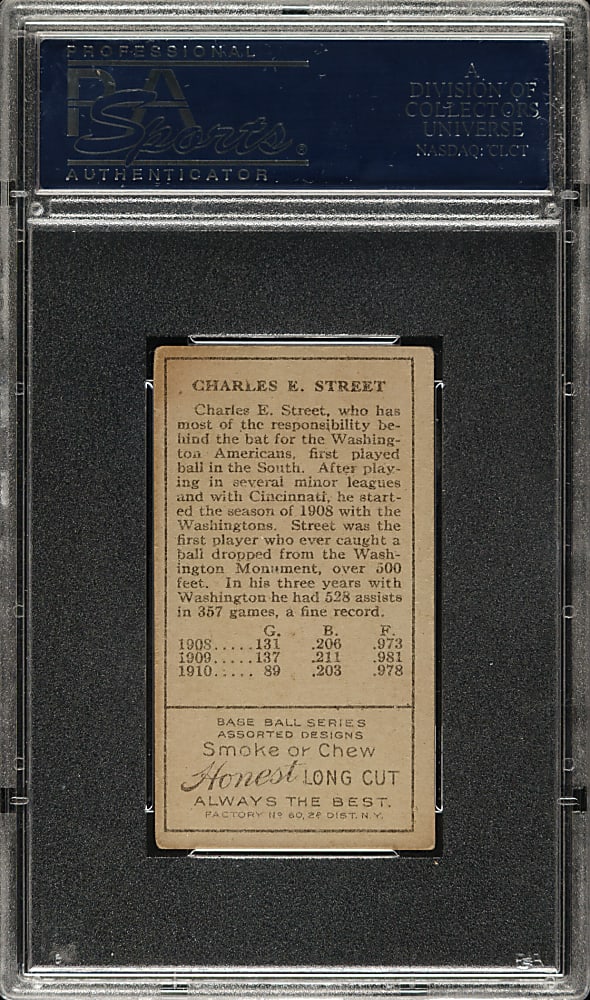 PROFESSIONAL
PSA
Sports®
AUTHENTICATOR
A
DIVISION OF
COLLECTORS
UNIVERSE
NASDAQ: CLCT
CHARLES E. STREET
Charles E. Street, who has
most of the responsibility be-
hind the bat for the Washing-
ton Americans, first played
ball in the South. After play-
ing in several minor leagues
and with Cincinnati, he start-
ed the season of 1908 with the
Washingtons. Street was the
first player who ever caught a
ball dropped from the Wash-
ington Monument, over 500
feet. In his three years with
Washington he had 528 assists
in 357 games, a fine record.
G. B. F.
1908.....131 .206 .973
1909.....137 .211 .981
1910..... 89 .203 .978
BASE BALL SERIES
ASSORTED DESIGNS
Smoke or Chew
Honest LONG CUT
ALWAYS THE BEST.
FACTORY Nº 60, 2ᴰ DIST. N.Y.